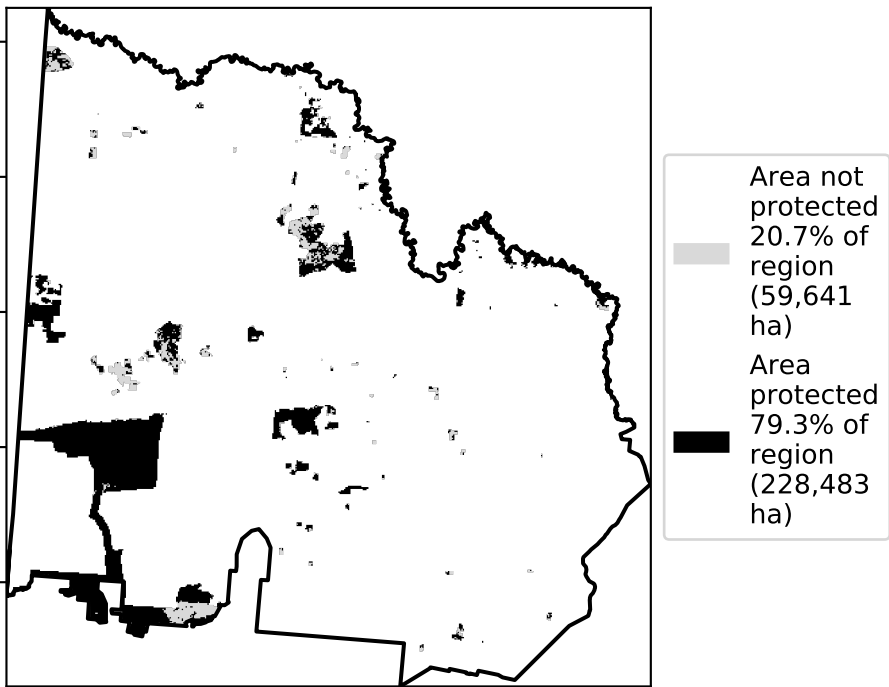 Area not
protected
20.7% of
region
(59,641
ha)
Area
protected
79.3% of
region
(228,483
ha)